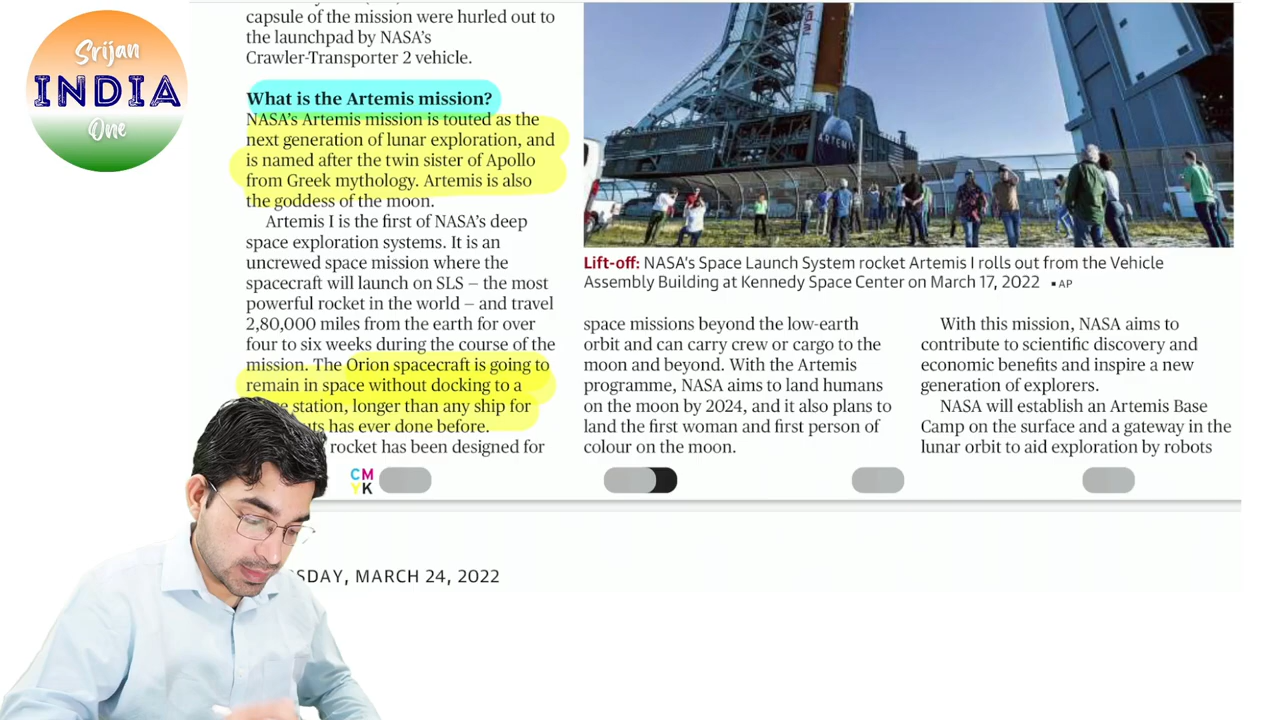 Srijan
INDIA
One
capsule of the mission were hurled out to
the launchpad by NASA’s
Crawler-Transporter 2 vehicle.
What is the Artemis mission?
NASA’s Artemis mission is touted as the
next generation of lunar exploration, and
is named after the twin sister of Apollo
from Greek mythology. Artemis is also
the goddess of the moon.
Artemis I is the first of NASA’s deep
space exploration systems. It is an
uncrewed space mission where the
spacecraft will launch on SLS – the most
powerful rocket in the world – and travel
2,80,000 miles from the earth for over
four to six weeks during the course of the
mission. The Orion spacecraft is going to
remain in space without docking to a
station, longer than any ship for
has ever done before.
rocket has been designed for
ARTEMIS
Lift-off: NASA’s Space Launch System rocket Artemis I rolls out from the Vehicle
Assembly Building at Kennedy Space Center on March 17, 2022 ▪ AP
space missions beyond the low-earth
orbit and can carry crew or cargo to the
moon and beyond. With the Artemis
programme, NASA aims to land humans
on the moon by 2024, and it also plans to
land the first woman and first person of
colour on the moon.
With this mission, NASA aims to
contribute to scientific discovery and
economic benefits and inspire a new
generation of explorers.
NASA will establish an Artemis Base
Camp on the surface and a gateway in the
lunar orbit to aid exploration by robots
CM
YK
SDAY, MARCH 24, 2022